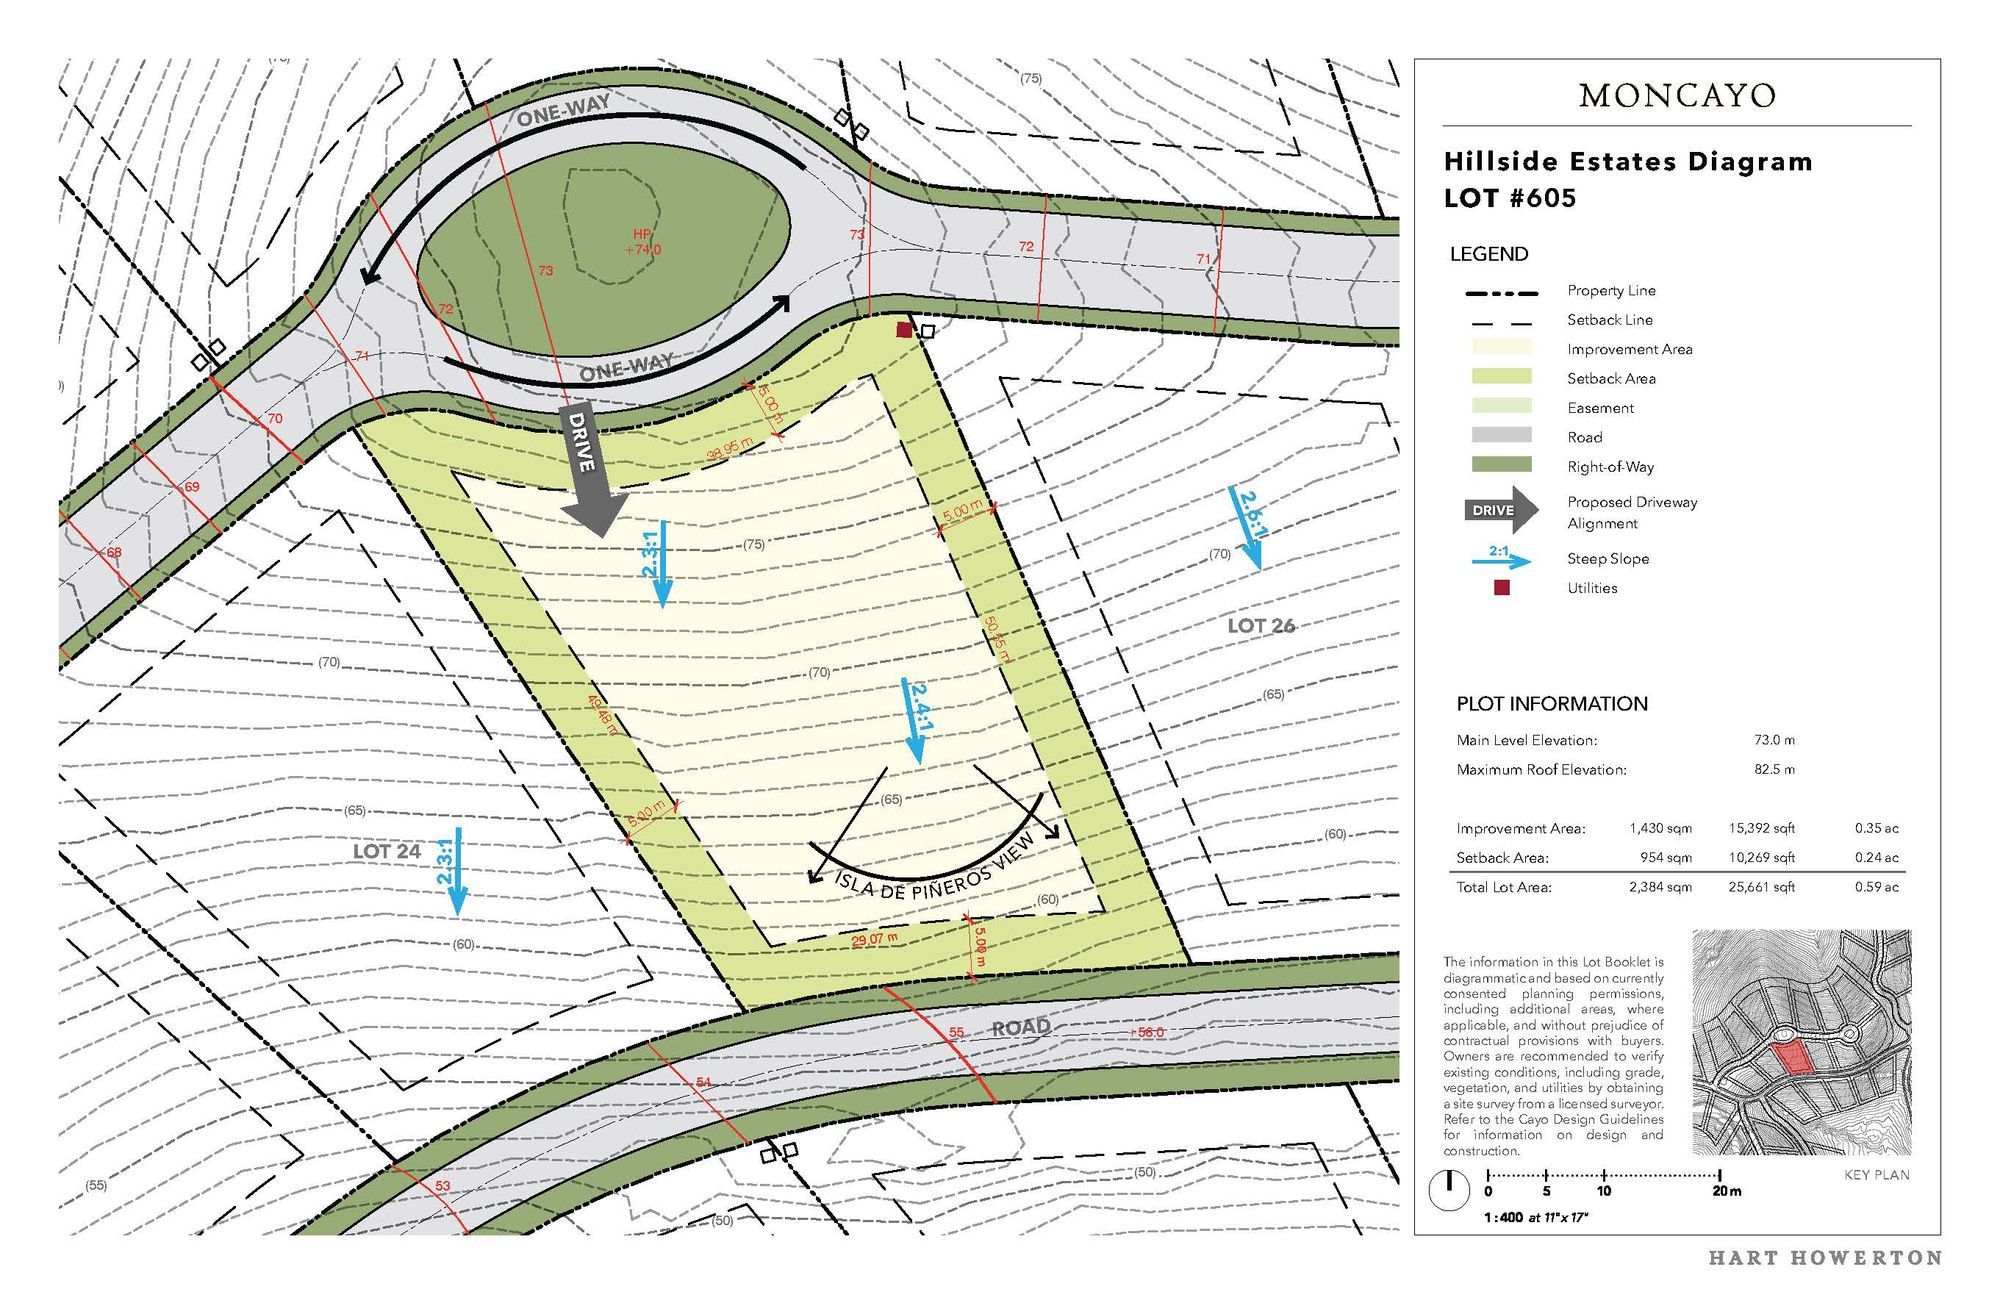 ONE-WAY
(75)
HP
+74.0
73
73
72
71
72
71
70
69
68
ONE-WAY
DRIVE
5.00 m
38.95 m
5.00 m
(75)
2.3:1
2.6:1
(70)
50.55 m
LOT 26
(70)
(70)
(65)
49.48 m
2.4:1
5.00 m
(65)
(65)
(60)
LOT 24
2.3:1
ISLA DE PIÑEROS VIEW
(60)
(60)
29.07 m
5.00 m
55
ROAD
+56.0
54
53
(55)
(50)
(50)
MONCAYO
Hillside Estates Diagram
LOT #605
LEGEND
Property Line
Setback Line
Improvement Area
Setback Area
Easement
Road
Right-of-Way
DRIVE
Proposed Driveway
Alignment
2:1
Steep Slope
Utilities
PLOT INFORMATION
Main Level Elevation: 73.0 m
Maximum Roof Elevation: 82.5 m
Improvement Area: 1,430 sqm 15,392 sqft 0.35 ac
Setback Area: 954 sqm 10,269 sqft 0.24 ac
Total Lot Area: 2,384 sqm 25,661 sqft 0.59 ac
The information in this Lot Booklet is
diagrammatic and based on currently
consented planning permissions,
including additional areas, where
applicable, and without prejudice of
contractual provisions with buyers.
Owners are recommended to verify
existing conditions, including grade,
vegetation, and utilities by obtaining
a site survey from a licensed surveyor.
Refer to the Cayo Design Guidelines
for information on design and
construction.
KEY PLAN
0 5 10 20m
1:400 at 11"x 17"
HART HOWERTON